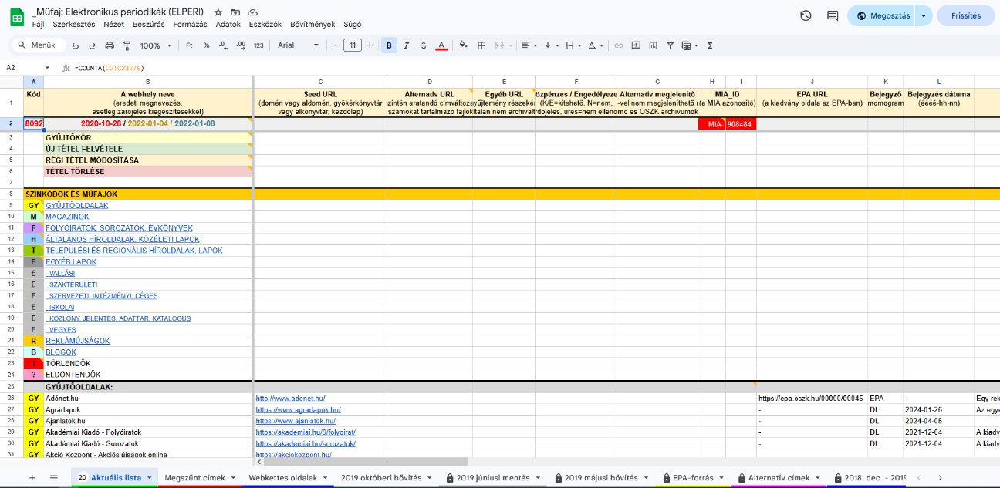 _Műfaj: Elektronikus periodikák (ELPERI)
Fájl Szerkesztés Nézet Beszúrás Formázás Adatok Eszközök Bővítmények Súgó
Megosztás Frissítés
Menük 100% Ft % .0 .00 123 Arial 11 B I A
A2 =COUNTA(C2:C23276)
A B C D E F G H I J K L
1 Kód A webhely neve Seed URL Alternatív URL Egyéb URL Közpénzes / Engedélyezett Alternatív megjelenítő MIA_ID EPA URL Bejegyző Bejegyzés dátuma
(eredeti megnevezés, (domén vagy aldomén, gyökérkönyvtár szintén aratandó címváltoza yűjtemény részekér (K/E=kitehető, N=nem, -vel nem megjeleníthető (a MIA azonosító) (a kiadvány oldala az EPA-ban) monogram (éééé-hh-nn)
esetleg zárójeles kiegészítésekkel) vagy alkönyvtár, kezdőlap) számokat tartalmazó fájlok talán nem archivált dőjeles, üres=nem ellenő mó és OSZK archívumok
2 8092 2020-10-28 / 2022-01-04 / 2022-01-08 MIA- 908484
3 GYŰJTŐKÖR
4 ÚJ TÉTEL FELVÉTELE
5 RÉGI TÉTEL MÓDOSÍTÁSA
6 TÉTEL TÖRLÉSE
7
8 SZÍNKÓDOK ÉS MŰFAJOK
9 GY GYŰJTŐOLDALAK
10 M MAGAZINOK
11 F FOLYÓIRATOK, SOROZATOK, ÉVKÖNYVEK
12 H ÁLTALÁNOS HÍROLDALAK, KÖZÉLETI LAPOK
13 T TELEPÜLÉSI ÉS REGIONÁLIS HÍROLDALAK, LAPOK
14 E EGYÉB LAPOK
15 E _VALLÁSI
16 E _SZAKTERÜLETI
17 E _SZERVEZETI, INTÉZMÉNYI, CÉGES
18 E _ISKOLAI
19 E _KÖZLÖNY, JELENTÉS, ADATTÁR, KATALÓGUS
20 E _VEGYES
21 R REKLÁMÚJSÁGOK
22 B BLOGOK
23 ! TÖRLENDŐK
24 ? ELDÖNTENDŐK
25 GYŰJTŐOLDALAK:
26 GY Adónet.hu http://www.adonet.hu/ https://epa.oszk.hu/00000/00045 EPA - Egy rek
27 GY Agrárlapok https://www.agrarlapok.hu/ - DL 2024-01-26 Az egye
28 GY Ajanlatok.hu https://www.ajanlatok.hu/ - DL 2024-04-05
29 GY Akadémiai Kiadó - Folyóiratok https://akademiai.hu/9/folyoirat/ - DL 2021-12-04 A kiadv
30 GY Akadémiai Kiadó - Sorozatok https://akademiai.hu/sorozatok/ - DL 2021-12-04 A kiadv
31 GY Akció Központ - Akciós újságok online https://akciokozpont.hu/
20 Aktuális lista Megszűnt címek Webkettes oldalak 2019 októberi bővítés 2019 júniusi mentés 2019 májusi bővítés EPA-forrás Alternatív címek 2018. dec. - 2019